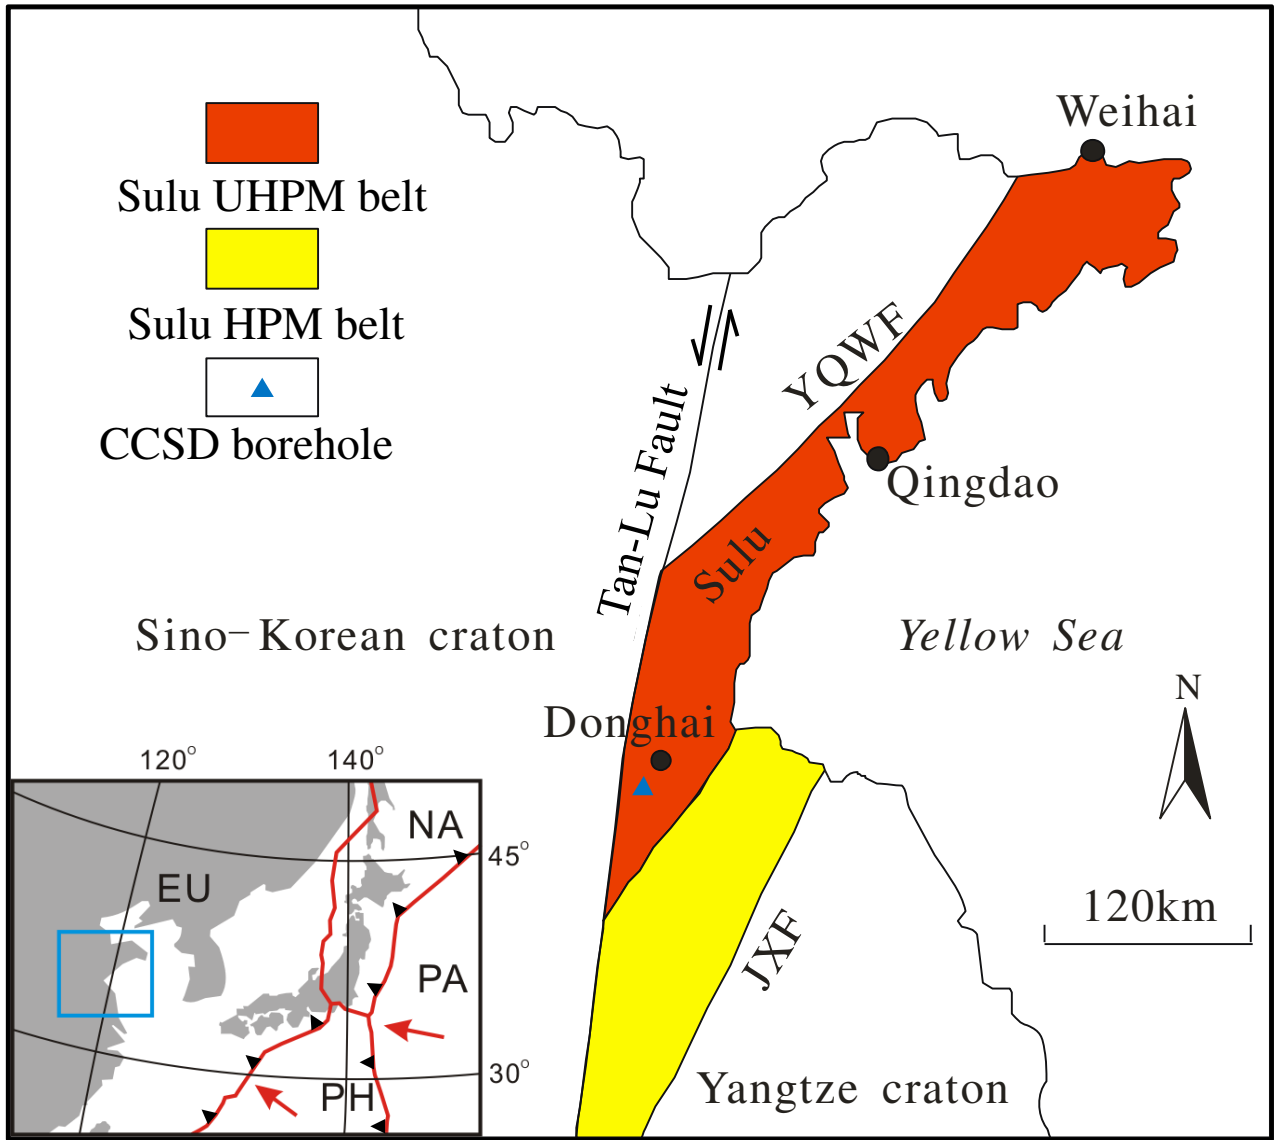 Weihai
Sulu UHPM belt
Sulu HPM belt
CCSD borehole
YQWF
Tan-Lu Fault
Qingdao
Sulu
Sino-Korean craton
Yellow Sea
N
Donghai
120km
JXF
Yangtze craton
120°
140°
NA
45°
EU
PA
30°
PH